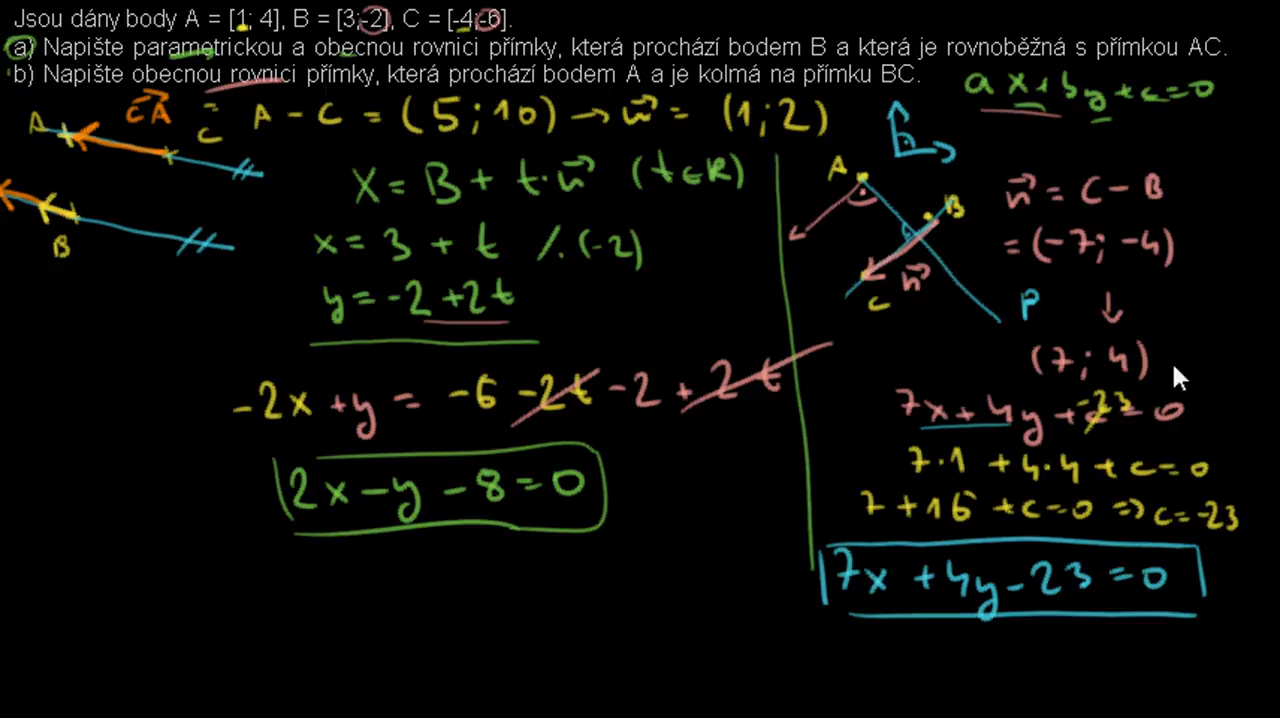 Jsou dány body A = [1; 4], B = [3;-2], C = [-4;-6].
a) Napište parametrickou a obecnou rovnici přímky, která prochází bodem B a která je rovnoběžná s přímkou AC.
b) Napište obecnou rovnici přímky, která prochází bodem A a je kolmá na přímku BC.
ax+by+c=0
A C
B
CA = A - C = (5;10) → u = (1;2)
X = B + t·u (t∈R)
x = 3 + t /·(-2)
y = -2 +2t
-2x +y = -6 -2t -2 +2t
2x - y - 8 = 0
A B
C n P
n = C - B
= (-7; -4)
↓
(7; 4)
7x + 4y + -23 = 0
7·1 + 4·4 + c = 0
7 + 16 + c = 0 ⇒ c = -23
7x + 4y - 23 = 0